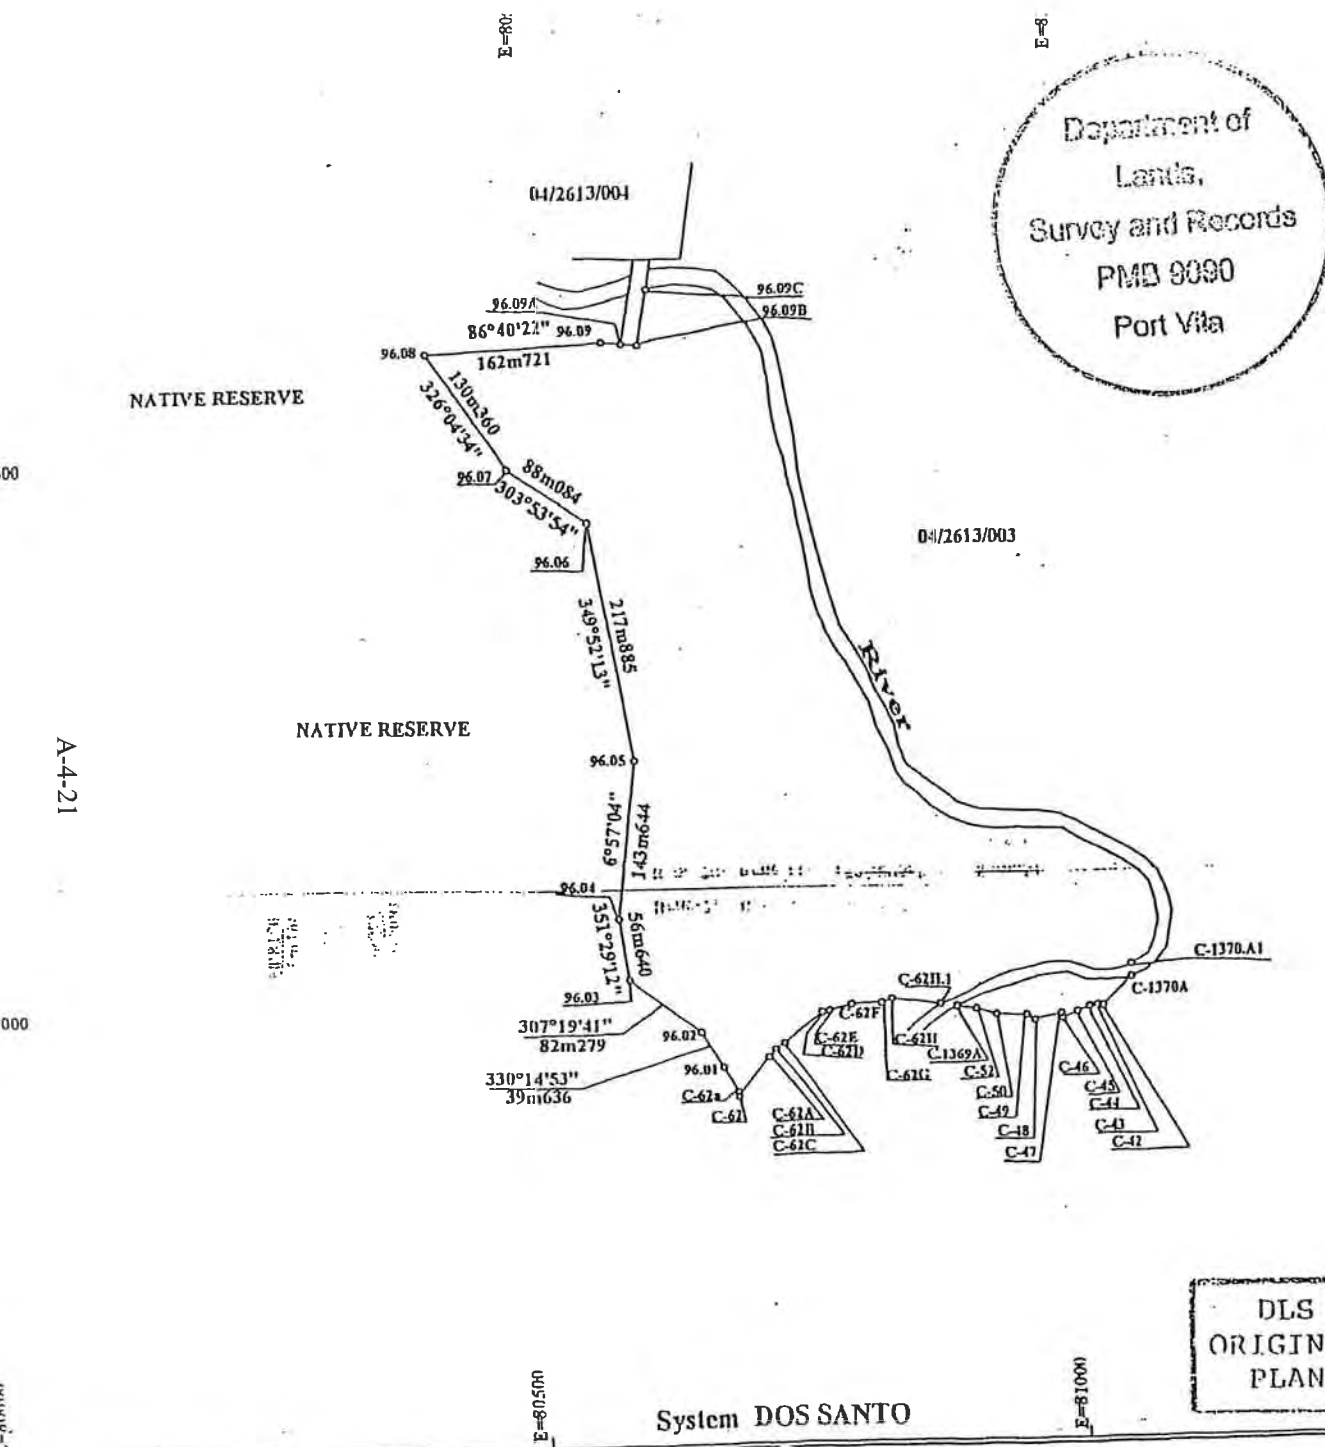 04/2613/004
Department of
Lands,
Survey and Records
PMB 9090
Port Vila
96.09A
96.09C
96.09B
86°40'22" 96.09
96.08
162m721
NATIVE RESERVE
130m360
326°04'34"
96.07
88m084
303°53'54"
96.06
04/2613/003
217m885
349°52'13"
River
NATIVE RESERVE
96.05
A-4-21
143m644
96.04
351°29'12"
56m640
96.03
307°19'41"
82m279
96.02
330°14'53"
39m636
96.01
C-62a
C-62
C-62A
C-62B
C-62C
C-62D
C-62E
C-62F
C-62G
C-62H
C-62H.1
C-1369A
C-52
C-50
C-49
C-48
C-47
C-46
C-45
C-44
C-43
C-42
C-1370A
C-1370.A1
DLS
PLAN
E=80500
System DOS SANTO
E=81000